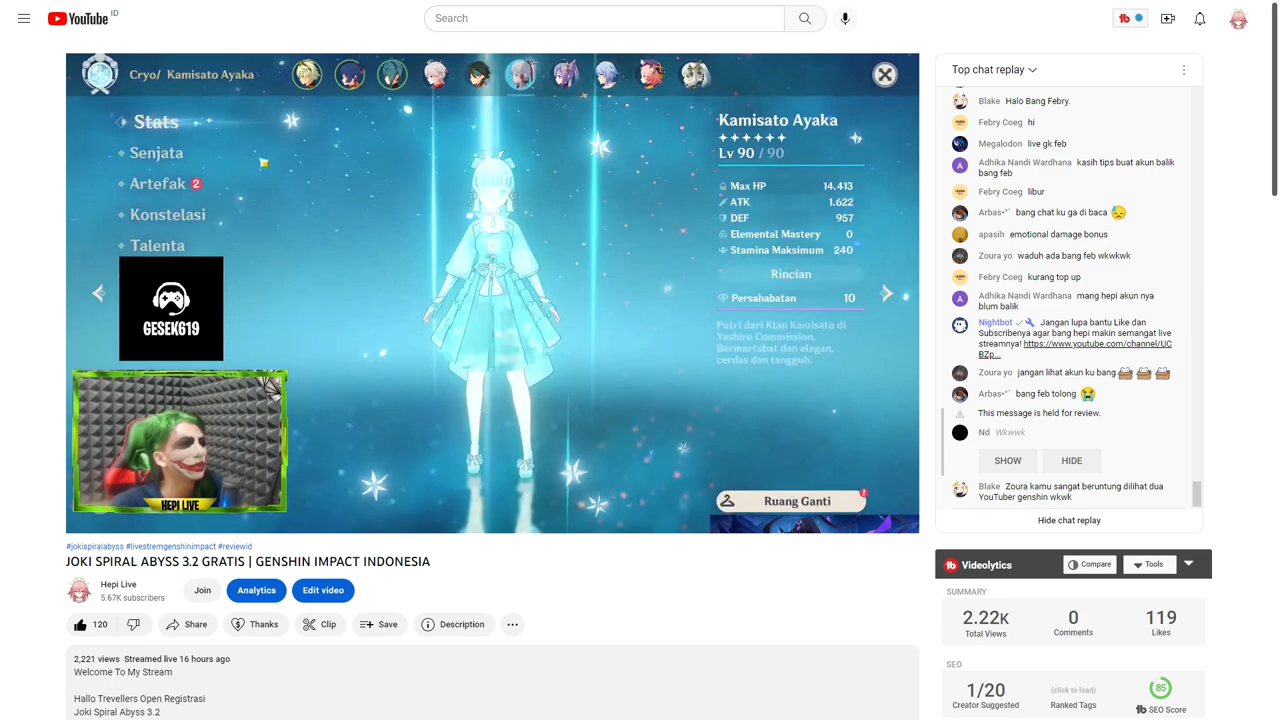 YouTube ID
Search
Cryo/ Kamisato Ayaka
Stats
Senjata
Artefak 2
Konstelasi
Talenta
GESEK619
HEPI LIVE
Kamisato Ayaka
Lv 90 / 90
Max HP 14.413
ATK 1.622
DEF 957
Elemental Mastery 0
Stamina Maksimum 240
Rincian
Persahabatan 10
Putri dari Klan Kamisato di
Yashiro Commission.
Bermartabat dan elegan,
cerdas dan tangguh.
Ruang Ganti
#jokispiralabyss #livestremgenshinimpact #reviewid
JOKI SPIRAL ABYSS 3.2 GRATIS | GENSHIN IMPACT INDONESIA
Hepi Live
5.67K subscribers
Join
Analytics
Edit video
120
Share
Thanks
Clip
Save
Description
2,221 views Streamed live 16 hours ago
Welcome To My Stream
Hallo Trevellers Open Registrasi
Joki Spiral Abyss 3.2
Top chat replay
Blake Halo Bang Febry.
Febry Coeg hi
Megalodon live gk feb
Adhika Nandi Wardhana kasih tips buat akun balik
bang feb
Febry Coeg libur
Arbas•*` bang chat ku ga di baca 😓
apasih emotional damage bonus
Zoura yo waduh ada bang feb wkwkwk
Febry Coeg kurang top up
Adhika Nandi Wardhana mang hepi akun nya
blum balik
Nightbot Jangan lupa bantu Like dan
Subscribenya agar bang hepi makin semangat live
streamnya! https://www.youtube.com/channel/UC
BZp...
Zoura yo jangan lihat akun ku bang
Arbas•*` bang feb tolong 😭
This message is held for review.
Nd Wkwwk
SHOW
HIDE
Blake Zoura kamu sangat beruntung dilihat dua
YouTuber genshin wkwk
Hide chat replay
tb Videolytics
Compare
Tools
SUMMARY
2.22K
Total Views
0
Comments
119
Likes
SEO
1/20
Creator Suggested
(click to load)
Ranked Tags
85
tb SEO Score